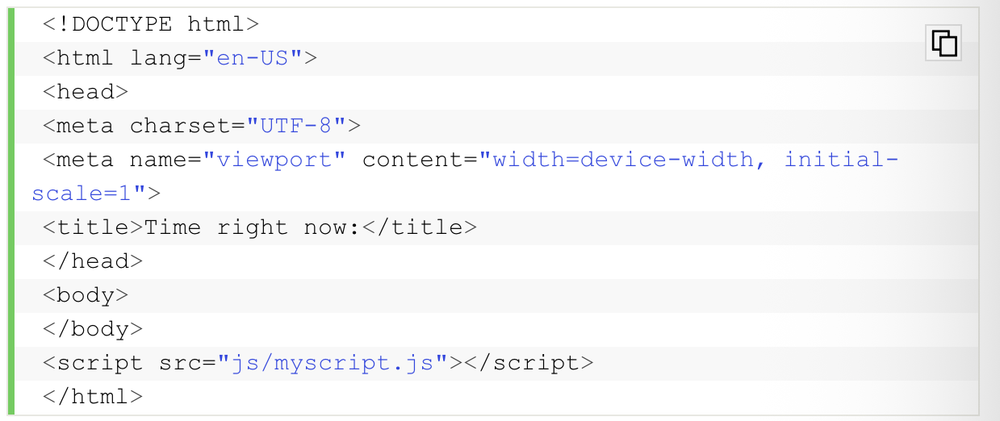 <!DOCTYPE html>
<html lang="en-US">
<head>
<meta charset="UTF-8">
<meta name="viewport" content="width=device-width, initial-
scale=1">
<title>Time right now:</title>
</head>
<body>
</body>
<script src="js/myscript.js"></script>
</html>